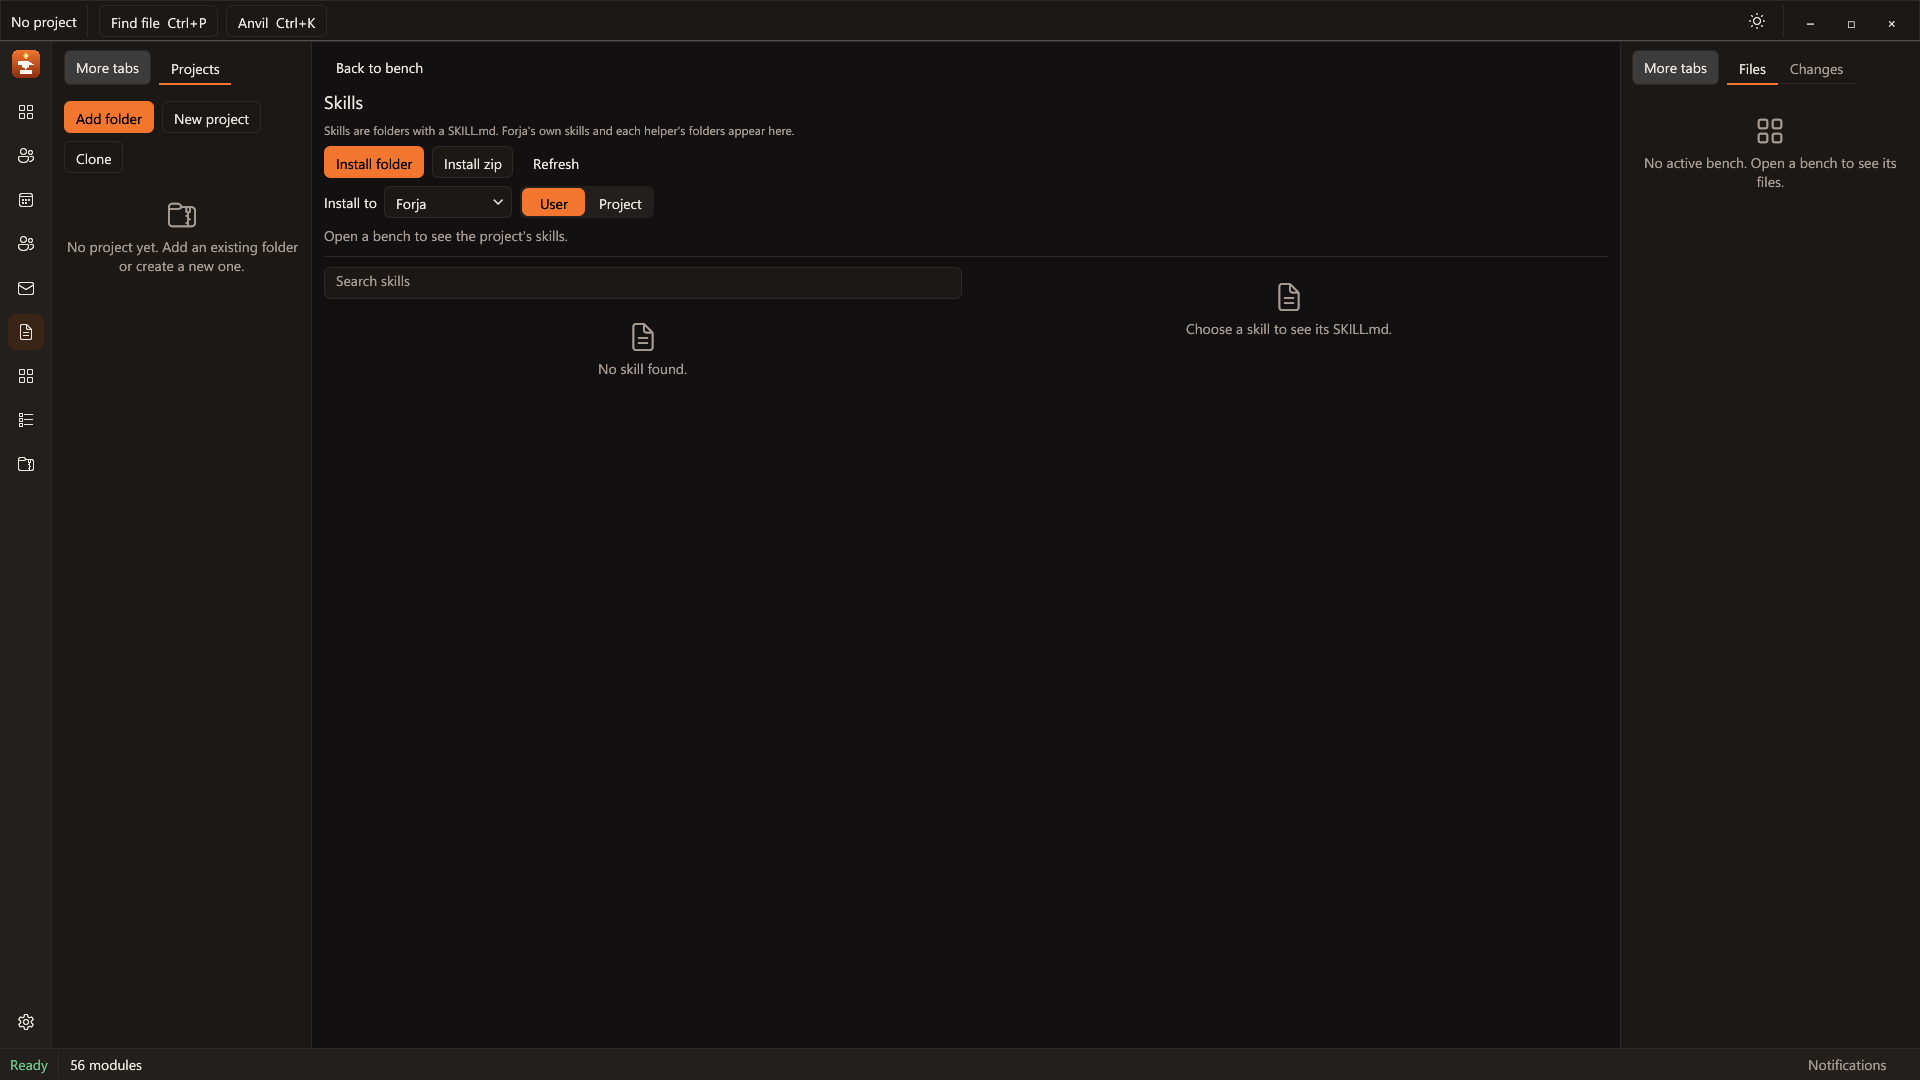 No project
Find file Ctrl+P
Anvil Ctrl+K
More tabs
Projects
Add folder
New project
Clone
No project yet. Add an existing folder
or create a new one.
Back to bench
Skills
Skills are folders with a SKILL.md. Forja's own skills and each helper's folders appear here.
Install folder
Install zip
Refresh
Install to
Forja
User
Project
Open a bench to see the project's skills.
Search skills
No skill found.
Choose a skill to see its SKILL.md.
More tabs
Files
Changes
No active bench. Open a bench to see its
files.
Ready
56 modules
Notifications